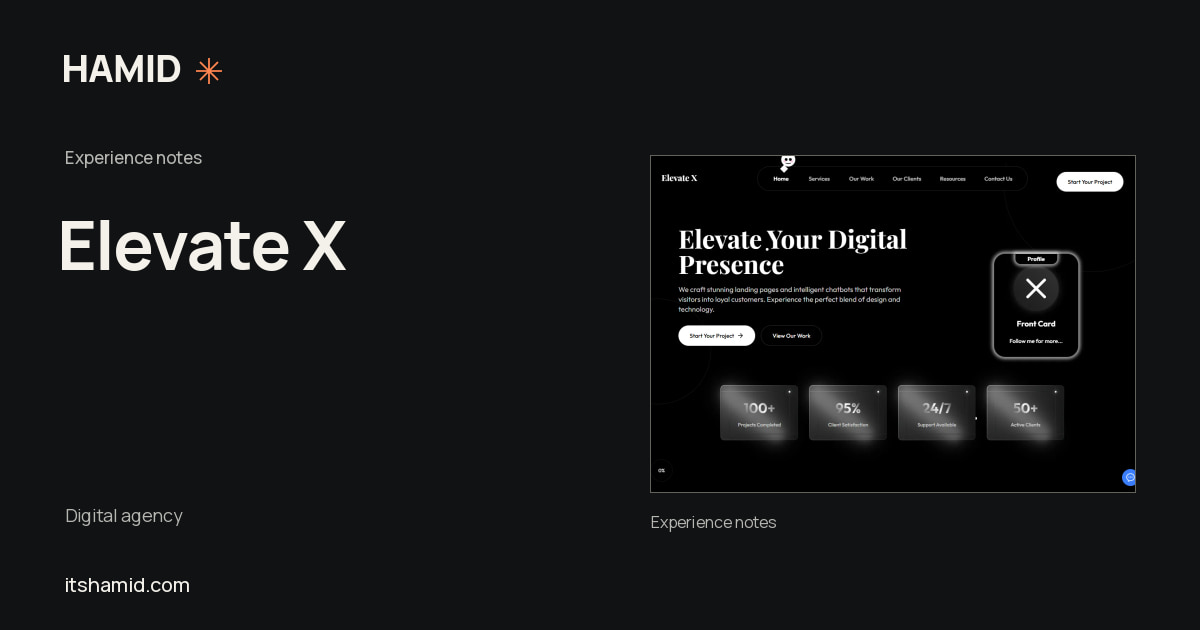 HAMID
Experience notes
Elevate X
Digital agency
itshamid.com
Elevate X
Home
Services
Our Work
Our Clients
Resources
Contact Us
Start Your Project
Elevate Your Digital
Presence
We craft stunning landing pages and intelligent chatbots that transform
visitors into loyal customers. Experience the perfect blend of design and
technology.
Start Your Project →
View Our Work
Profile
Front Card
Follow me for more...
100+
Projects Completed
95%
Client Satisfaction
24/7
Support Available
50+
Active Clients
0%
Experience notes